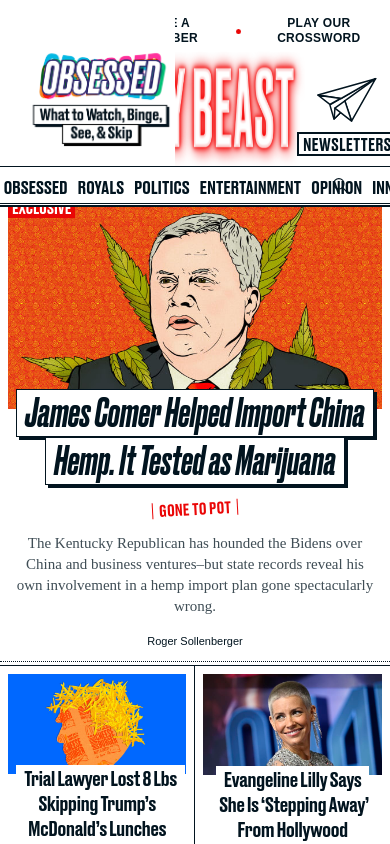 E A
BER
PLAY OUR
CROSSWORD
OBSESSED
What to Watch, Binge,
See, & Skip
Y BEAST
NEWSLETTERS
OBSESSED ROYALS POLITICS ENTERTAINMENT OPINION INN
EXCLUSIVE
James Comer Helped Import China
Hemp. It Tested as Marijuana
GONE TO POT
The Kentucky Republican has hounded the Bidens over
China and business ventures–but state records reveal his
own involvement in a hemp import plan gone spectacularly
wrong.
Roger Sollenberger
Trial Lawyer Lost 8 Lbs
Skipping Trump's
McDonald's Lunches
Evangeline Lilly Says
She Is ‘Stepping Away’
From Hollywood